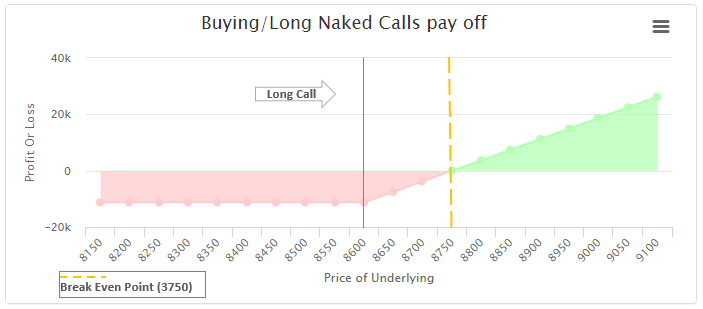 Buying/Long Naked Calls pay off
40k
20k
0
−20k
Profit Or Loss
Long Call
8150
8200
8250
8300
8350
8400
8450
8500
8550
8600
8650
8700
8750
8800
8850
8900
8950
9000
9050
9100
Price of Underlying
Break Even Point (3750)